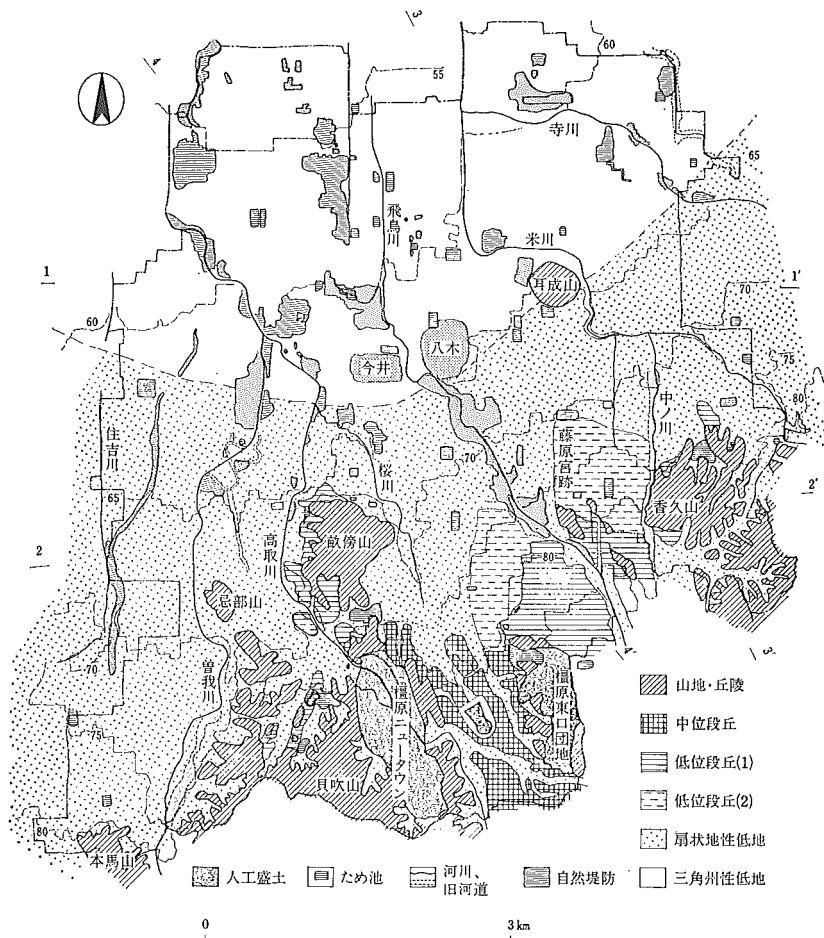 3
60
4
55
寺川
65
飛鳥川
米川
1
1'
耳成山
70
60
八木
今井
75
80
中ノ川
住吉川
藤原宮跡
70
桜川
2'
65
香久山
高取川
畝傍山
80
2
忌部山
4'
3'
70
曽我川
橿原ニュータウン
橿原東口団地
山地・丘陵
中位段丘
75
低位段丘(1)
貝吹山
低位段丘(2)
80
扇状地性低地
本馬山
人工盛土
ため池
河川、
旧河道
自然堤防
三角州性低地
0
3km